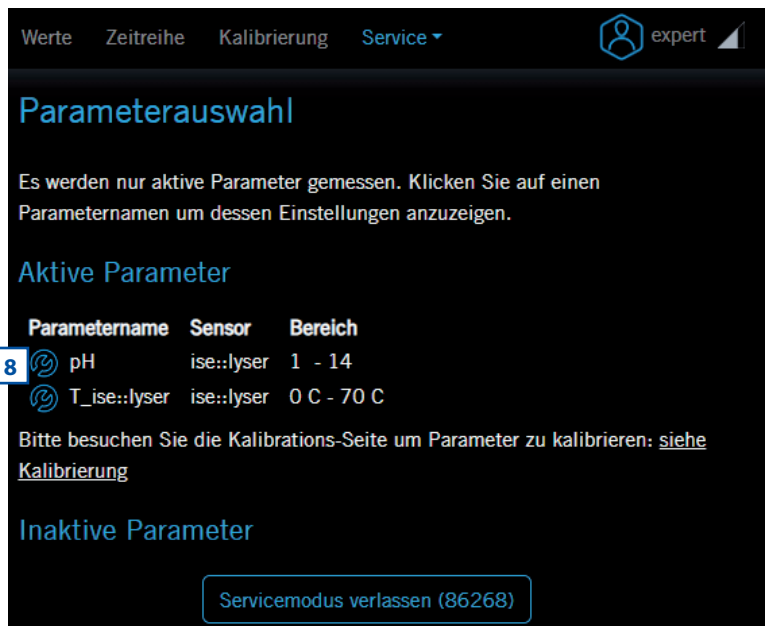 Werte Zeitreihe Kalibrierung Service expert
Parameterauswahl
Es werden nur aktive Parameter gemessen. Klicken Sie auf einen
Parameternamen um dessen Einstellungen anzuzeigen.
Aktive Parameter
Parametername Sensor Bereich
8 pH ise::lyser 1 - 14
T_ise::lyser ise::lyser 0 C - 70 C
Bitte besuchen Sie die Kalibrations-Seite um Parameter zu kalibrieren: siehe
Kalibrierung
Inaktive Parameter
Servicemodus verlassen (86268)